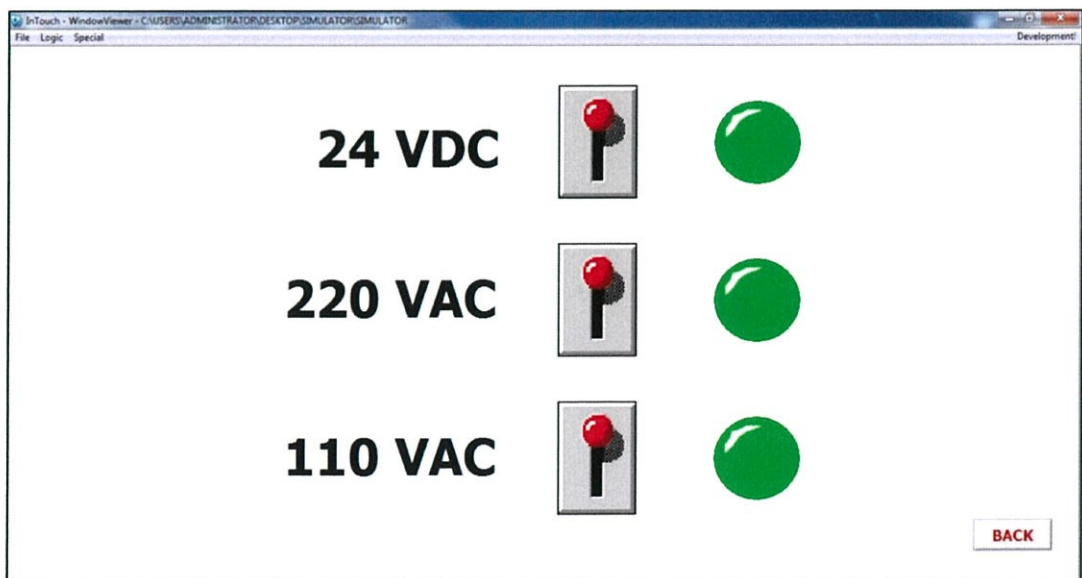 InTouch - WindowViewer - C:\USERS\ADMINISTRATOR\DESKTOP\SIMULATOR\SIMULATOR
File Logic Special Development!
24 VDC
220 VAC
110 VAC
BACK